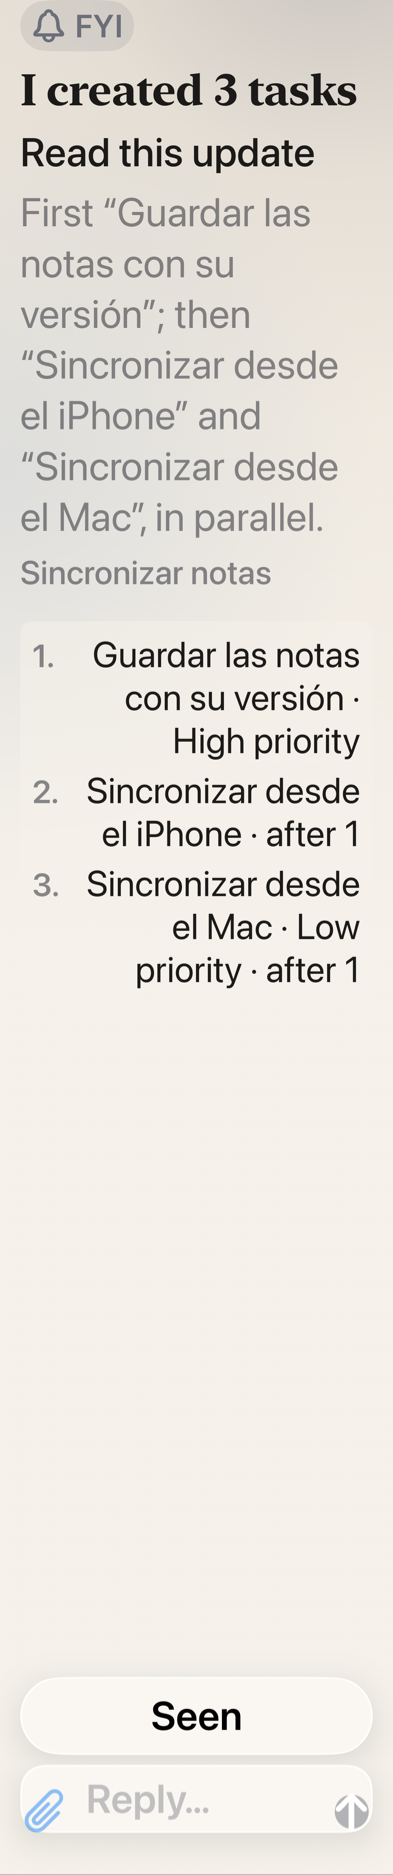 FYI
I created 3 tasks
Read this update
First “Guardar las
notas con su
versión”; then
“Sincronizar desde
el iPhone” and
“Sincronizar desde
el Mac”, in parallel.
Sincronizar notas
1. Guardar las notas
con su versión ·
High priority
2. Sincronizar desde
el iPhone · after 1
3. Sincronizar desde
el Mac · Low
priority · after 1
Seen
Reply...